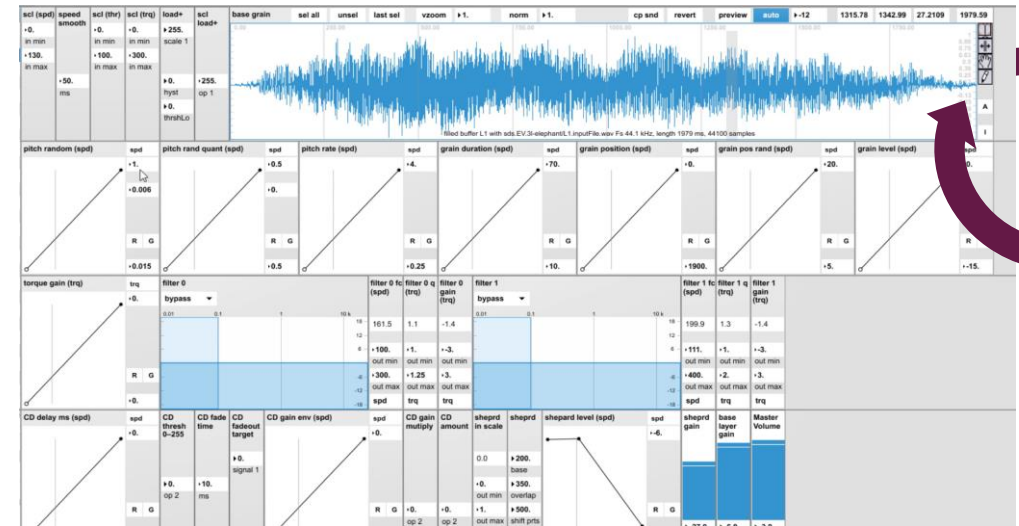 scl (spd) speed smooth scl (thr) scl (trq) load+ scl load+ base grain sel all unsel last sel vzoom 1. norm 1. cp snd revert preview auto -12 1315.78 1342.99 27.2109 1979.59
0. 0. 0. 255.
in min in min in min scale 1
130. 100. 300.
in max in max in max
50. 0. 255.
ms hyst op 1
0.
thrshLo
filled buffer L1 with sds.EV.3l-elephant/L1.inputFile.wav Fs 44.1 kHz, length 1979 ms, 44100 samples
A
I
pitch random (spd) spd pitch rand quant (spd) spd pitch rate (spd) spd grain duration (spd) spd grain position (spd) spd grain pos rand (spd) spd grain level (spd) spd
1. 0.5 4. 70. 0. 20. 0.
0.006 0.
R G R G R G R G R G R G R
0.015 0.5 0.25 10. 1900. 5. -15.
torque gain (trq) trq filter 0 filter 0 fc (spd) filter 0 q (trq) filter 0 gain (trq) filter 1 filter 1 fc (spd) filter 1 q (trq) filter 1 gain (trq)
0. bypass bypass
0.01 0.1 1 10 k 0.01 0.1 1 10 k
161.5 1.1 -1.4 199.9 1.3 -1.4
100. 1. -3. 111. 1. -3.
out min out min out min out min out min out min
300. 1.25 3. 400. 2. 3.
R G out max out max out max out max out max out max
0. spd trq trq spd trq trq
CD delay ms (spd) spd CD thresh 0–255 CD fade time CD fadeout target CD gain env (spd) spd CD gain mutiply CD amount sheprd in scale sheprd shepard level (spd) spd sheprd gain base layer gain Master Volume
0. 0. -6.
0. 0.0 200.
signal 1 base
0. 10. 0. 350.
op 2 ms out min overlap
R G R G 0. 0. 1. 500. R G
op 2 op 2 out max shift prts